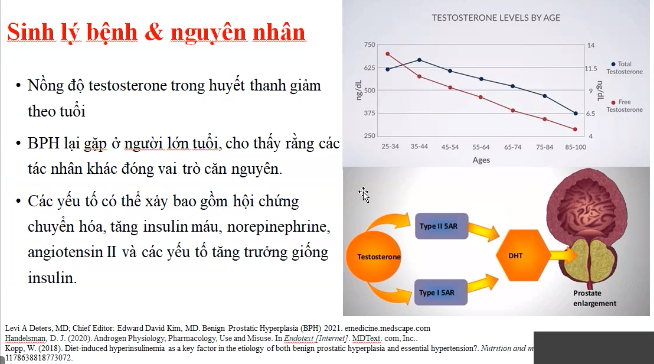 Sinh lý bệnh & nguyên nhân
• Nồng độ testosterone trong huyết thanh giảm
theo tuổi
• BPH lại gặp ở người lớn tuổi, cho thấy rằng các
tác nhân khác đóng vai trò căn nguyên.
• Các yếu tố có thể xảy bao gồm hội chứng
chuyển hóa, tăng insulin máu, norepinephrine,
angiotensin II và các yếu tố tăng trưởng giống
insulin.
TESTOSTERONE LEVELS BY AGE
750
625
500
375
250
ng/dL
14
11.5
9
6.5
4
ng/dL
Total
Testosterone
Free
Testosterone
25-34 35-44 45-54 55-64 65-74 75-84 85-100
Ages
Testosterone
Type II 5AR
Type I 5AR
DHT
Prostate
enlargement
Levi A Deters, MD; Chief Editor: Edward David Kim, MD. Benign Prostatic Hyperplasia (BPH) 2021. emedicine.medscape.com
Handelsman, D. J. (2020). Androgen Physiology, Pharmacology, Use and Misuse. In Endotext [Internet]. MDText. com, Inc..
Kopp, W. (2018). Diet-induced hyperinsulinemia as a key factor in the etiology of both benign prostatic hyperplasia and essential hypertension?. Nutrition and
1178638818773072.